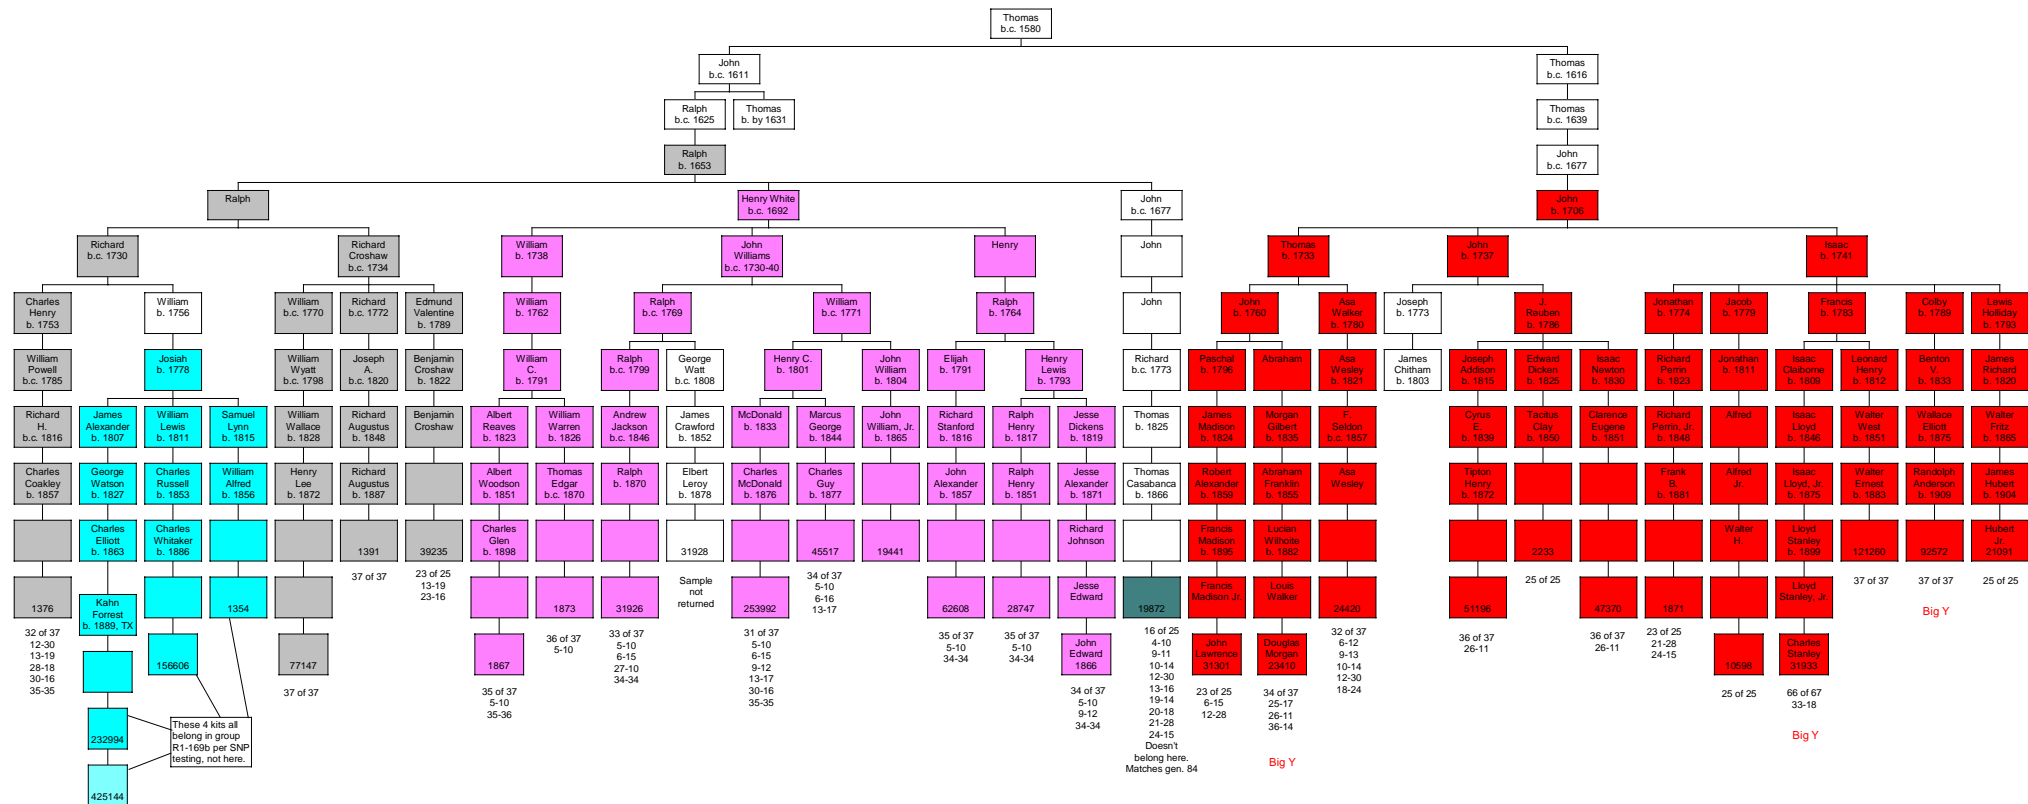 Thomas
b.c. 1580
John
b.c. 1611
Thomas
b.c. 1616
Ralph
b.c. 1625
Thomas
b. by 1631
Thomas
b.c. 1639
Ralph
b. 1653
John
b.c. 1677
Ralph
Henry White
b.c. 1692
John
b.c. 1677
John
b. 1706
Richard
b.c. 1730
Richard
Croshaw
b.c. 1734
William
b. 1738
John
Williams
b.c. 1730-40
Henry
John
Thomas
b. 1733
John
b. 1737
Isaac
b. 1741
Charles
Henry
b. 1753
William
b. 1756
William
b.c. 1770
Richard
b. 1772
Edmund
Valentine
b. 1789
William
b. 1762
Ralph
b.c. 1769
William
b.c. 1771
Ralph
b. 1764
John
John
b. 1760
Asa
Walker
b. 1780
Joseph
b. 1773
J.
Reuben
b. 1786
Jonathan
b. 1774
Jacob
b. 1779
Francis
b. 1783
Colby
b. 1789
Lewis
Holliday
b. 1793
William
Powell
b.c. 1785
Josiah
b. 1778
William
Wyatt
b.c. 1798
Joseph
A.
b.c. 1820
Benjamin
Croshaw
b. 1822
William
C.
b. 1791
Ralph
b.c. 1799
George
Watt
b.c. 1808
Henry C.
b. 1801
John
William
b. 1804
Elijah
b. 1791
Henry
Lewis
b. 1793
Richard
b.c. 1773
Paschal
b. 1796
Abraham
Asa
Wesley
b. 1821
James
Chitham
b. 1803
Joseph
Addison
b. 1815
Edward
Dicken
b. 1825
Isaac
Newton
b. 1830
Richard
Perrin
b. 1823
Jonathan
b. 1811
Isaac
Claiborne
b. 1809
Leonard
Henry
b. 1812
Benton
V.
b. 1833
James
Richard
b. 1820
Richard
H.
b.c. 1816
James
Alexander
b. 1807
William
Lewis
b. 1811
Samuel
Lynn
b. 1815
William
Wallace
b. 1828
Richard
Augustus
b. 1848
Benjamin
Croshaw
Albert
Reaves
b. 1823
William
Warren
b. 1826
Andrew
Jackson
b.c. 1846
James
Crawford
b. 1852
McDonald
b. 1833
Marcus
George
b. 1844
John
William, Jr.
b. 1865
Richard
Stanford
b. 1816
Ralph
Henry
b. 1817
Jesse
Dickens
b. 1819
Thomas
b. 1825
James
Madison
b. 1824
Morgan
Gilbert
b. 1835
F.
Seldon
b.c. 1857
Cyrus
E.
b. 1839
Tacitus
Clay
b. 1850
Clarence
Eugene
b. 1851
Richard
Perrin, Jr.
b. 1848
Alfred
Isaac
Lloyd
b. 1846
Walter
West
b. 1851
Wallace
Elliott
b. 1875
Walter
Fritz
b. 1865
Charles
Coakley
b. 1857
George
Watson
b. 1827
Charles
Russell
b. 1853
William
Alfred
b. 1856
Henry
Lee
b. 1872
Richard
Augustus
b. 1887
Albert
Woodson
b. 1851
Thomas
Edgar
b.c. 1870
Ralph
b. 1870
Elbert
Leroy
b. 1878
Charles
McDonald
b. 1876
Charles
Guy
b. 1877
John
Alexander
b. 1857
Ralph
Henry
b. 1851
Jesse
Alexander
b. 1871
Thomas
Casabanca
b. 1866
Robert
Alexander
b. 1859
Abraham
Franklin
b. 1855
Asa
Wesley
Tipton
Henry
b. 1872
Frank
B.
b. 1881
Alfred
Jr.
Isaac
Lloyd, Jr.
b. 1875
Walter
Ernest
b. 1883
Randolph
Anderson
b. 1909
James
Hubert
b. 1904
Charles
Elliott
b. 1863
Charles
Whitaker
b. 1886
1391
39235
Charles
Glen
b. 1898
31928
45517
19441
Richard
Johnson
Francis
Madison
b. 1895
Lucian
Wilhoite
b. 1882
2233
Walter
H.
Lloyd
Stanley
b. 1899
121260
92572
Hubert
Jr.
21091
37 of 37
23 of 25
13-19
23-16
Sample
not
returned
34 of 37
5-10
6-16
13-17
25 of 25
37 of 37
37 of 37
25 of 25
1376
Kahn
Forrest
b. 1889, TX
1354
1873
31926
253992
62608
28747
Jesse
Edward
19872
Francis
Madison Jr.
Louis
Walker
24420
51196
47370
1871
Lloyd
Stanley, Jr.
Big Y
32 of 37
12-30
13-19
28-18
30-16
35-35
156606
77147
37 of 37
1867
35 of 37
5-10
35-36
36 of 37
5-10
33 of 37
5-10
6-15
27-10
34-34
31 of 37
5-10
6-15
9-12
13-17
30-16
35-35
35 of 37
5-10
34-34
35 of 37
5-10
34-34
John
Edward
1866
34 of 37
5-10
9-12
34-34
16 of 25
4-10
9-11
10-14
12-30
13-16
19-14
20-18
21-28
24-15
Doesn't
belong here.
Matches gen. 84
John
Lawrence
31301
23 of 25
6-15
12-28
Douglas
Morgan
23410
34 of 37
25-17
26-11
36-14
Big Y
32 of 37
6-12
9-13
10-14
12-30
18-24
36 of 37
26-11
36 of 37
26-11
23 of 25
21-28
24-15
10598
25 of 25
Charles
Stanley
31933
66 of 67
33-18
Big Y
232994
These 4 kits all
belong in group
R1-169b per SNP
testing, not here.
425144